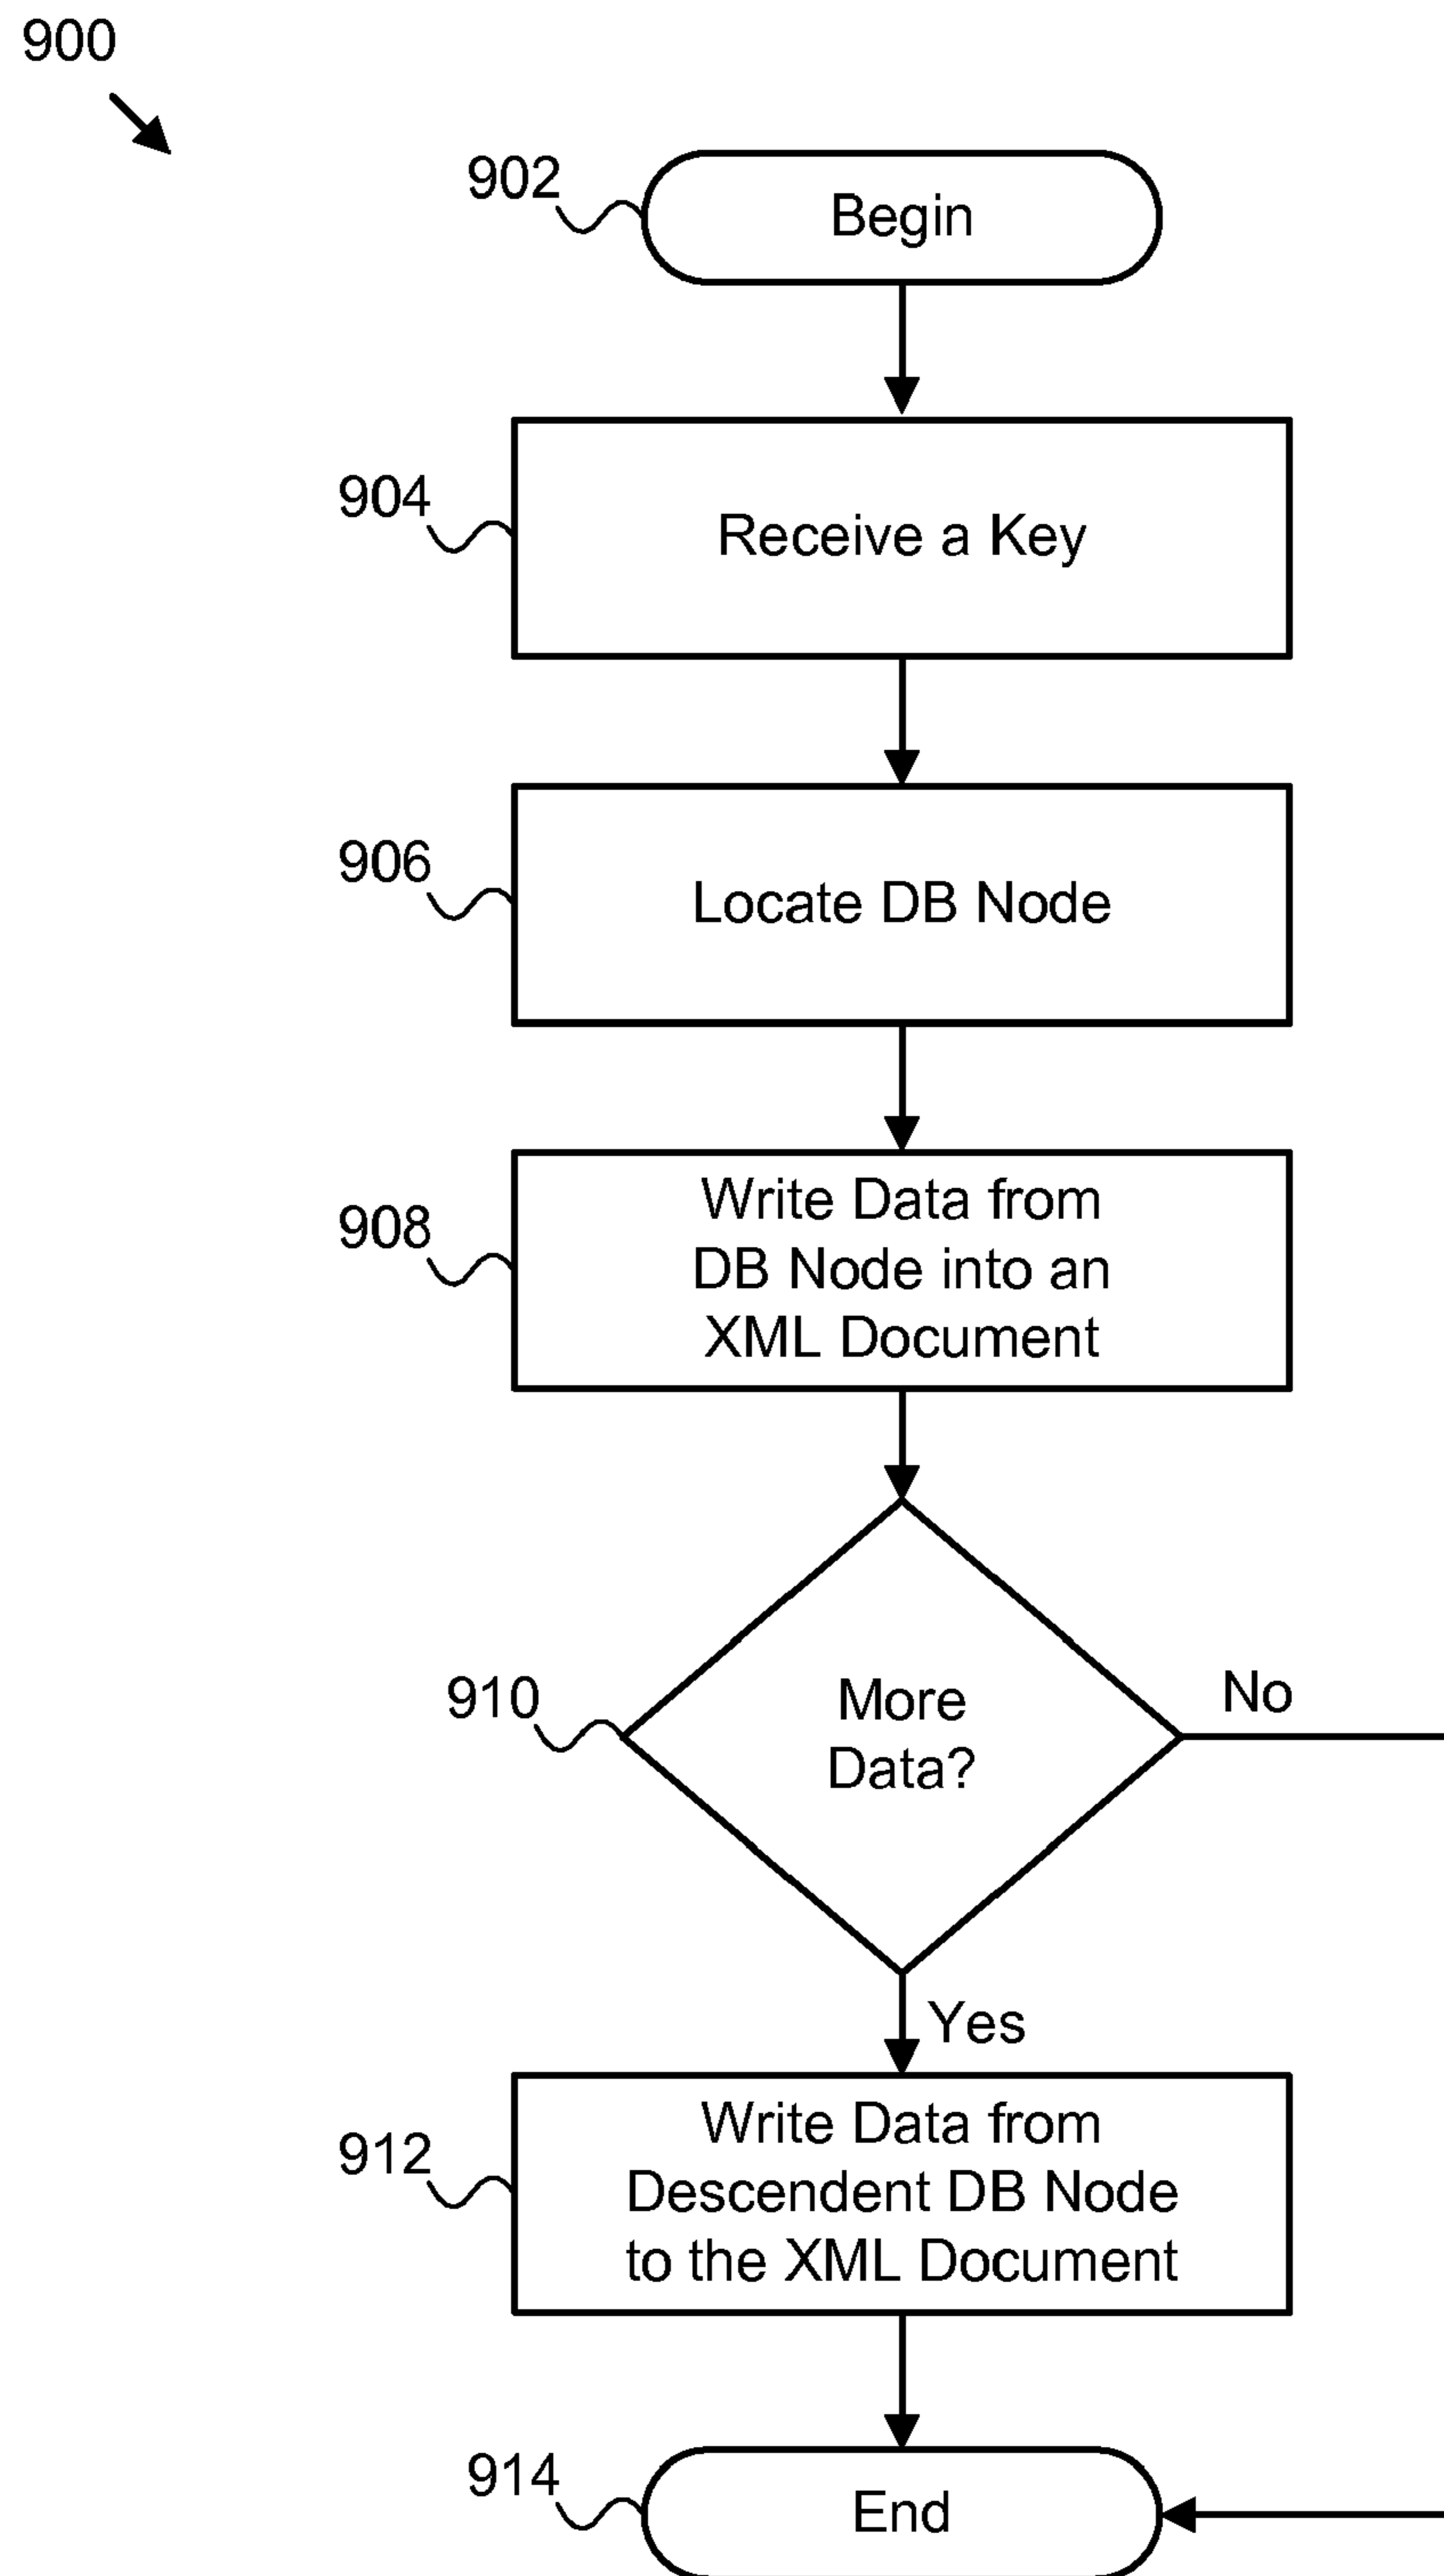 900
902
Begin
904
Receive a Key
906
Locate DB Node
908
Write Data from
DB Node into an
XML Document
910
More
Data?
No
Yes
912
Write Data from
Descendent DB Node
to the XML Document
914
End